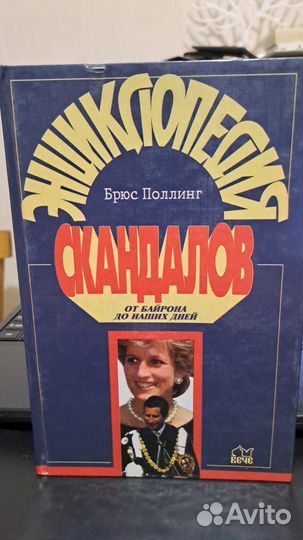 ЭНЦИКЛОПЕДИЯ
Брюс Поллинг
СКАНДАЛОВ
ОТ БАЙРОНА
ДО НАШИХ ДНЕЙ
ВЕЧЕ
Avito